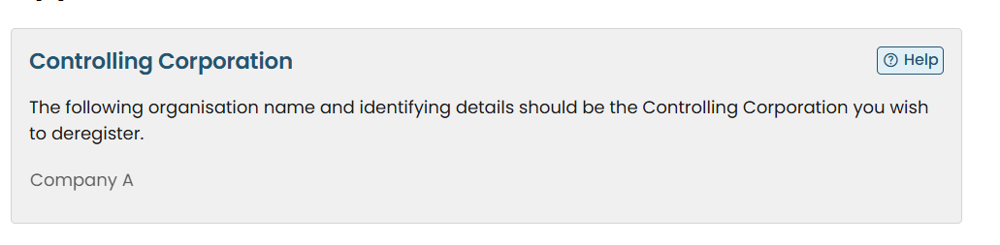 Controlling Corporation
Help
The following organisation name and identifying details should be the Controlling Corporation you wish
to deregister.
Company A